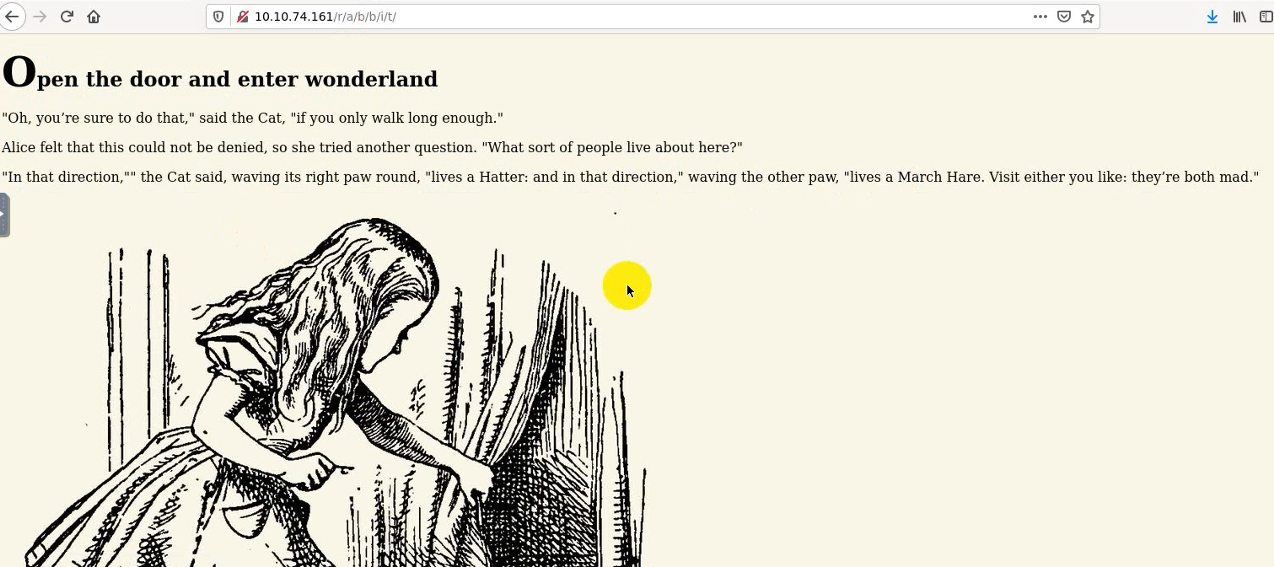 10.10.74.161/r/a/b/b/i/t/
Open the door and enter wonderland
"Oh, you’re sure to do that," said the Cat, "if you only walk long enough."
Alice felt that this could not be denied, so she tried another question. "What sort of people live about here?"
"In that direction,"" the Cat said, waving its right paw round, "lives a Hatter: and in that direction," waving the other paw, "lives a March Hare. Visit either you like: they’re both mad."